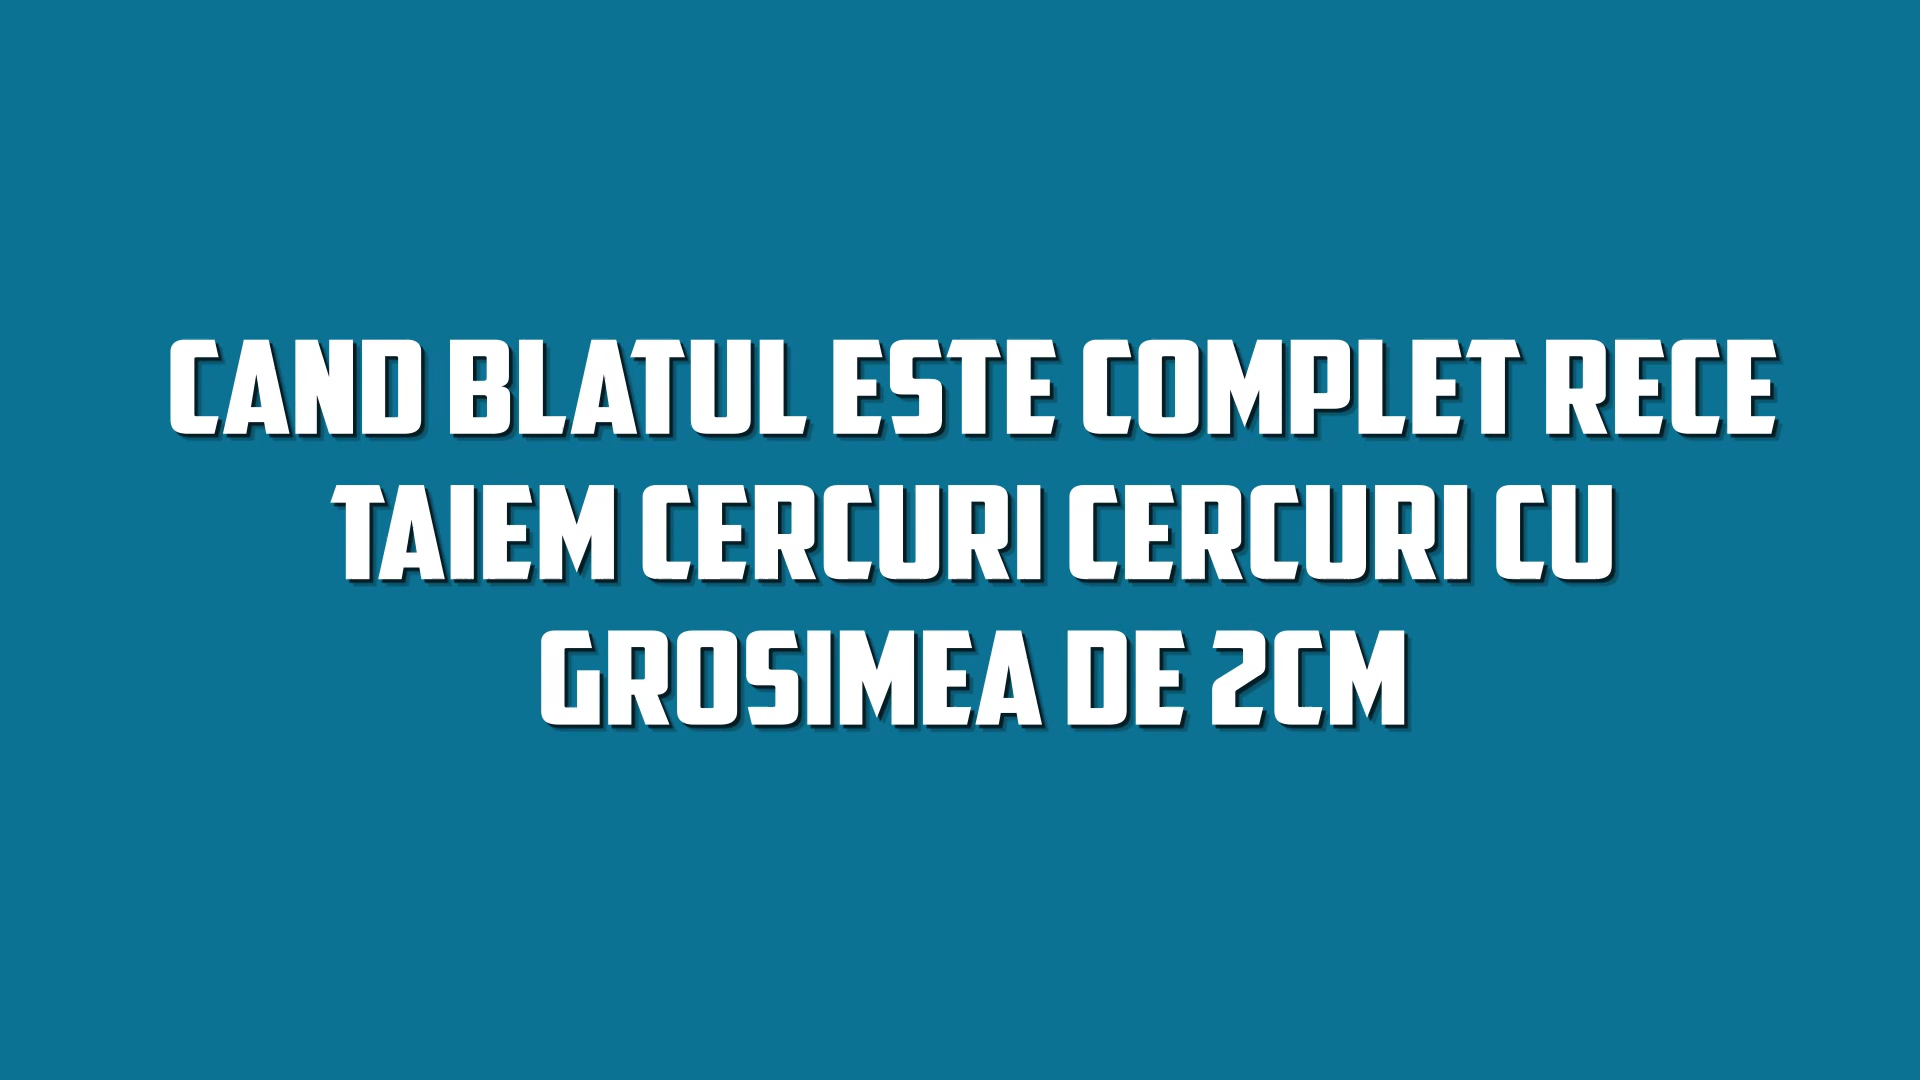 CAND BLATUL ESTE COMPLET RECE
TAIEM CERCURI CERCURI CU
GROSIMEA DE 2CM